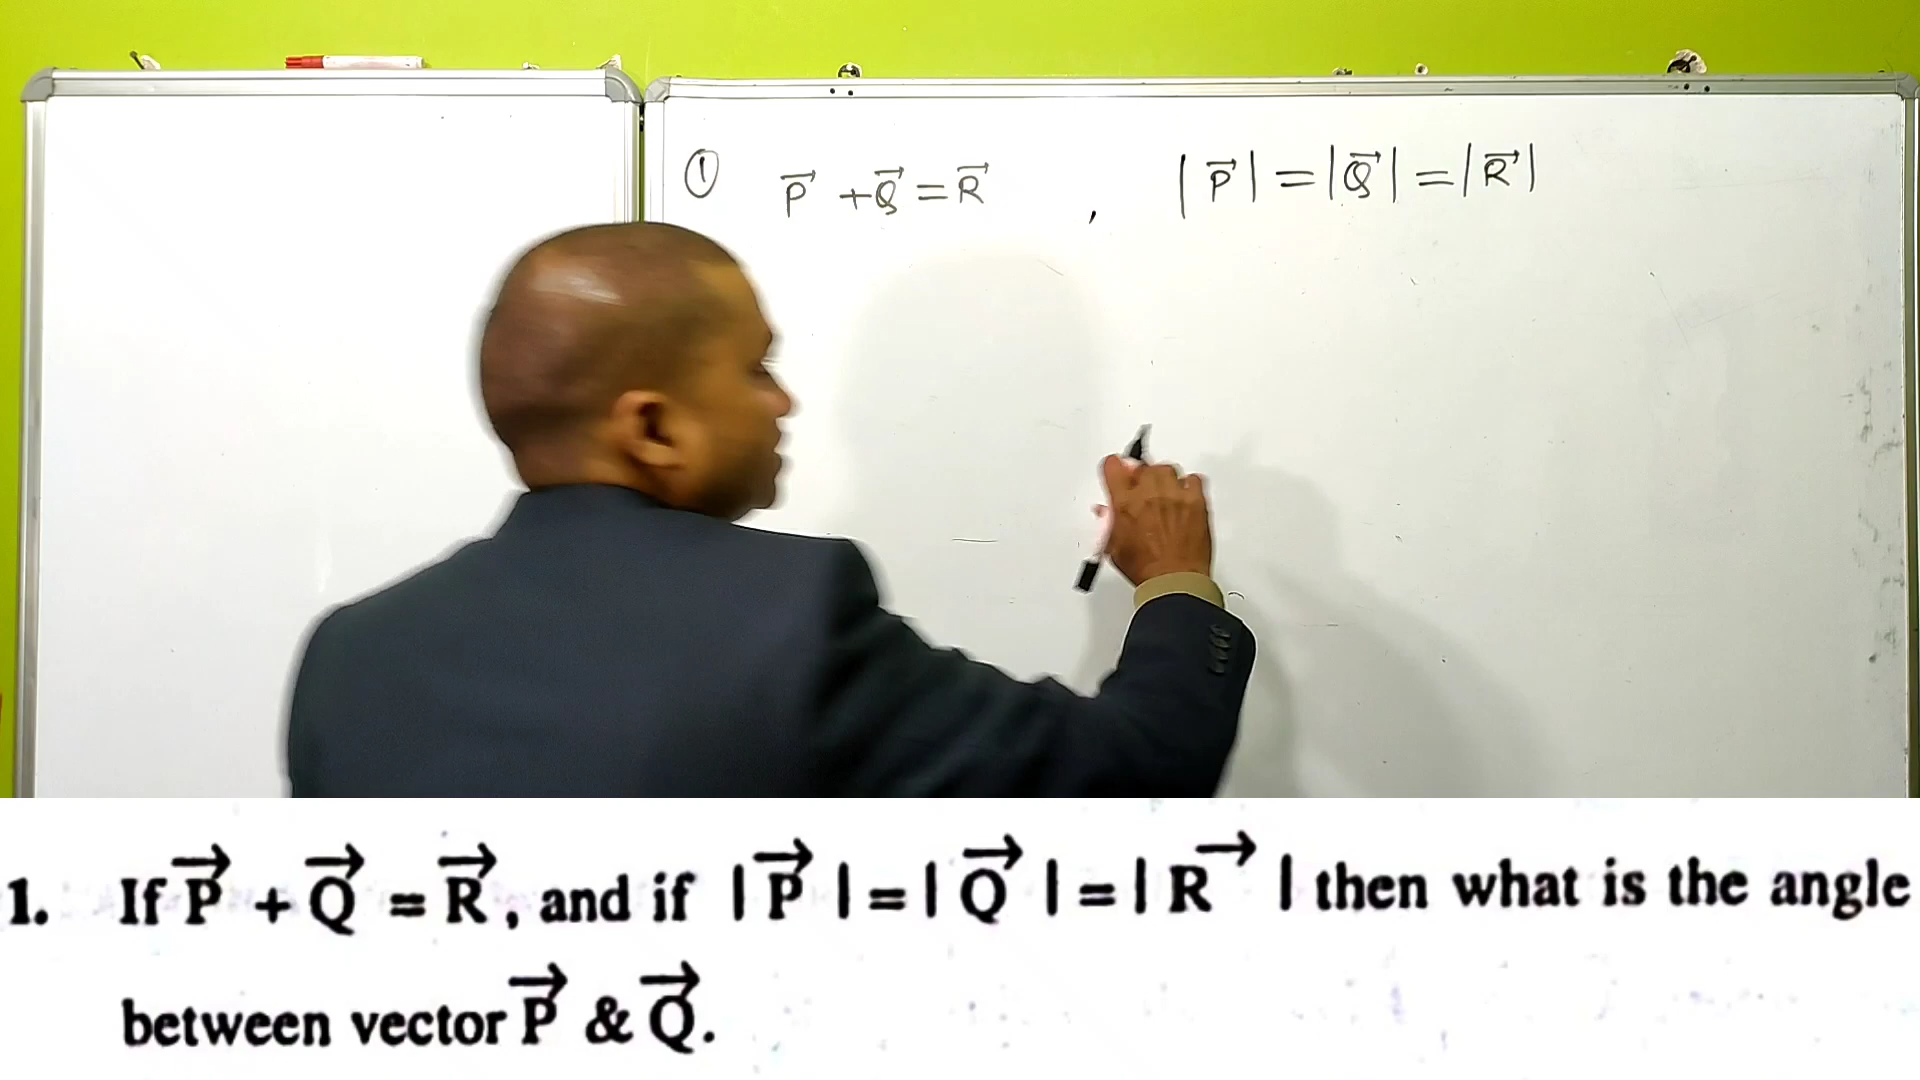 ① P⃗ + Q⃗ = R⃗ , |P⃗| = |Q⃗| = |R⃗|
1. If P⃗ + Q⃗ = R⃗, and if |P⃗| = |Q⃗| = |R⃗| then what is the angle
between vector P⃗ & Q⃗.